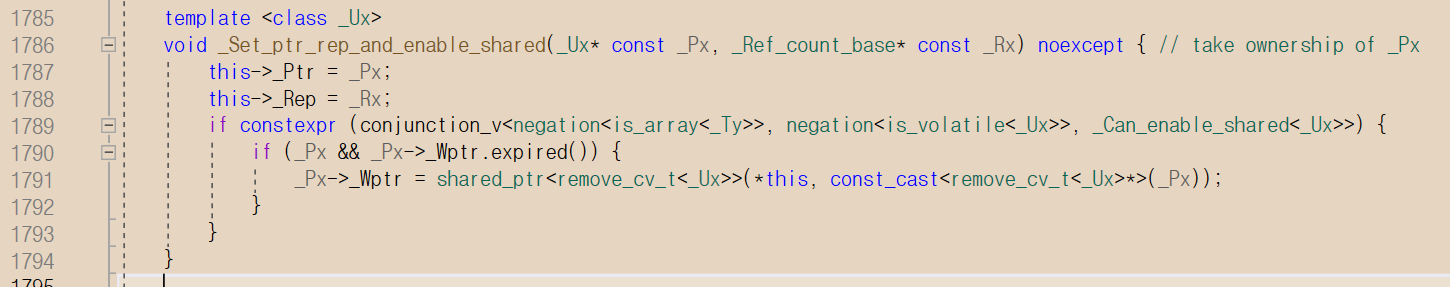 1785 template <class _Ux>
1786 void _Set_ptr_rep_and_enable_shared(_Ux* const _Px, _Ref_count_base* const _Rx) noexcept { // take ownership of _Px
1787 this->_Ptr = _Px;
1788 this->_Rep = _Rx;
1789 if constexpr (conjunction_v<negation<is_array<_Ty>>, negation<is_volatile<_Ux>>, _Can_enable_shared<_Ux>>) {
1790 if (_Px && _Px->_Wptr.expired()) {
1791 _Px->_Wptr = shared_ptr<remove_cv_t<_Ux>>(*this, const_cast<remove_cv_t<_Ux>*>(_Px));
1792 }
1793 }
1794 }
1795